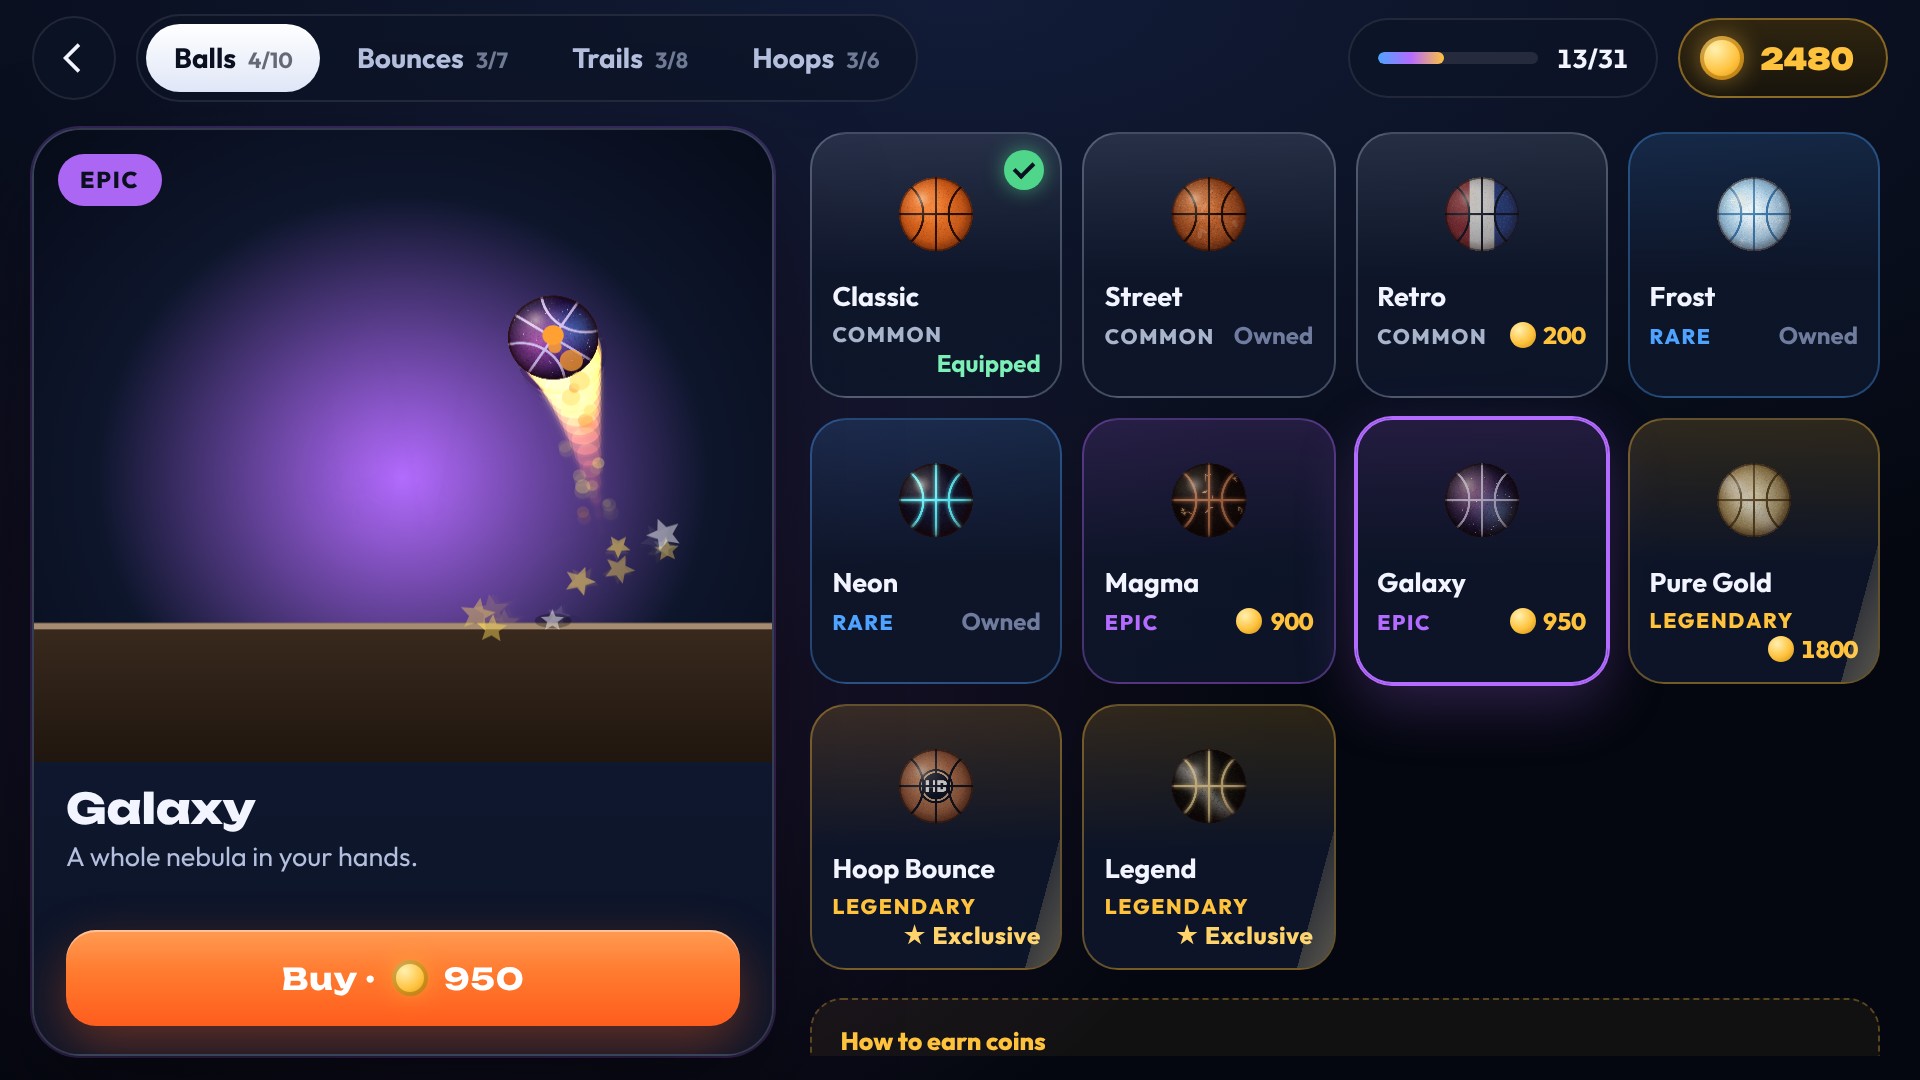 Balls 4/10
Bounces 3/7
Trails 3/8
Hoops 3/6
13/31
2480
EPIC
Galaxy
A whole nebula in your hands.
Buy · 950
Classic
COMMON
Equipped
Street
COMMON Owned
Retro
COMMON 200
Frost
RARE Owned
Neon
RARE Owned
Magma
EPIC 900
Galaxy
EPIC 950
Pure Gold
LEGENDARY
1800
HB
Hoop Bounce
LEGENDARY
★ Exclusive
Legend
LEGENDARY
★ Exclusive
How to earn coins